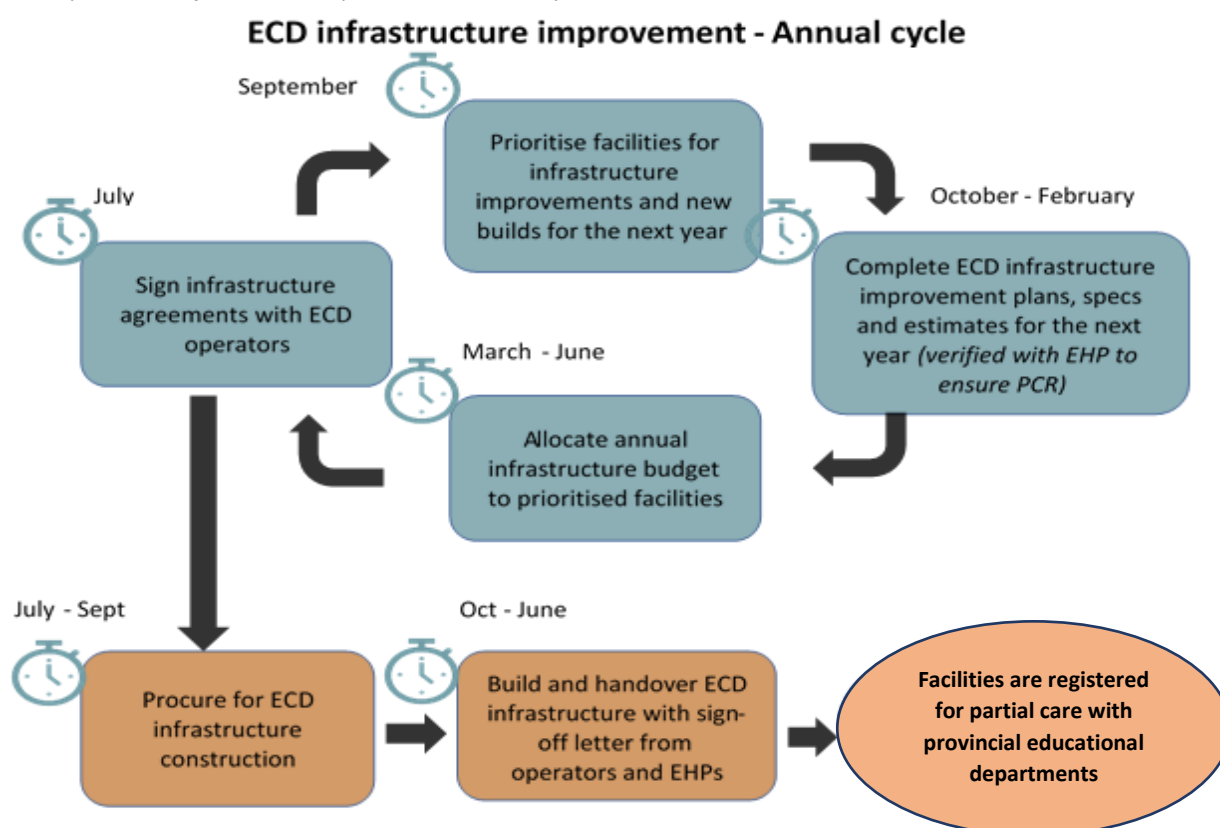 ECD infrastructure improvement - Annual cycle
September
Prioritise facilities for
infrastructure
improvements and new
builds for the next year
October - February
Complete ECD infrastructure
improvement plans, specs
and estimates for the next
year (verified with EHP to
ensure PCR)
March - June
Allocate annual
infrastructure budget
to prioritised facilities
July
Sign infrastructure
agreements with ECD
operators
July - Sept
Procure for ECD
infrastructure
construction
Oct - June
Build and handover ECD
infrastructure with sign-
off letter from
operators and EHPs
Facilities are registered
for partial care with
provincial educational
departments